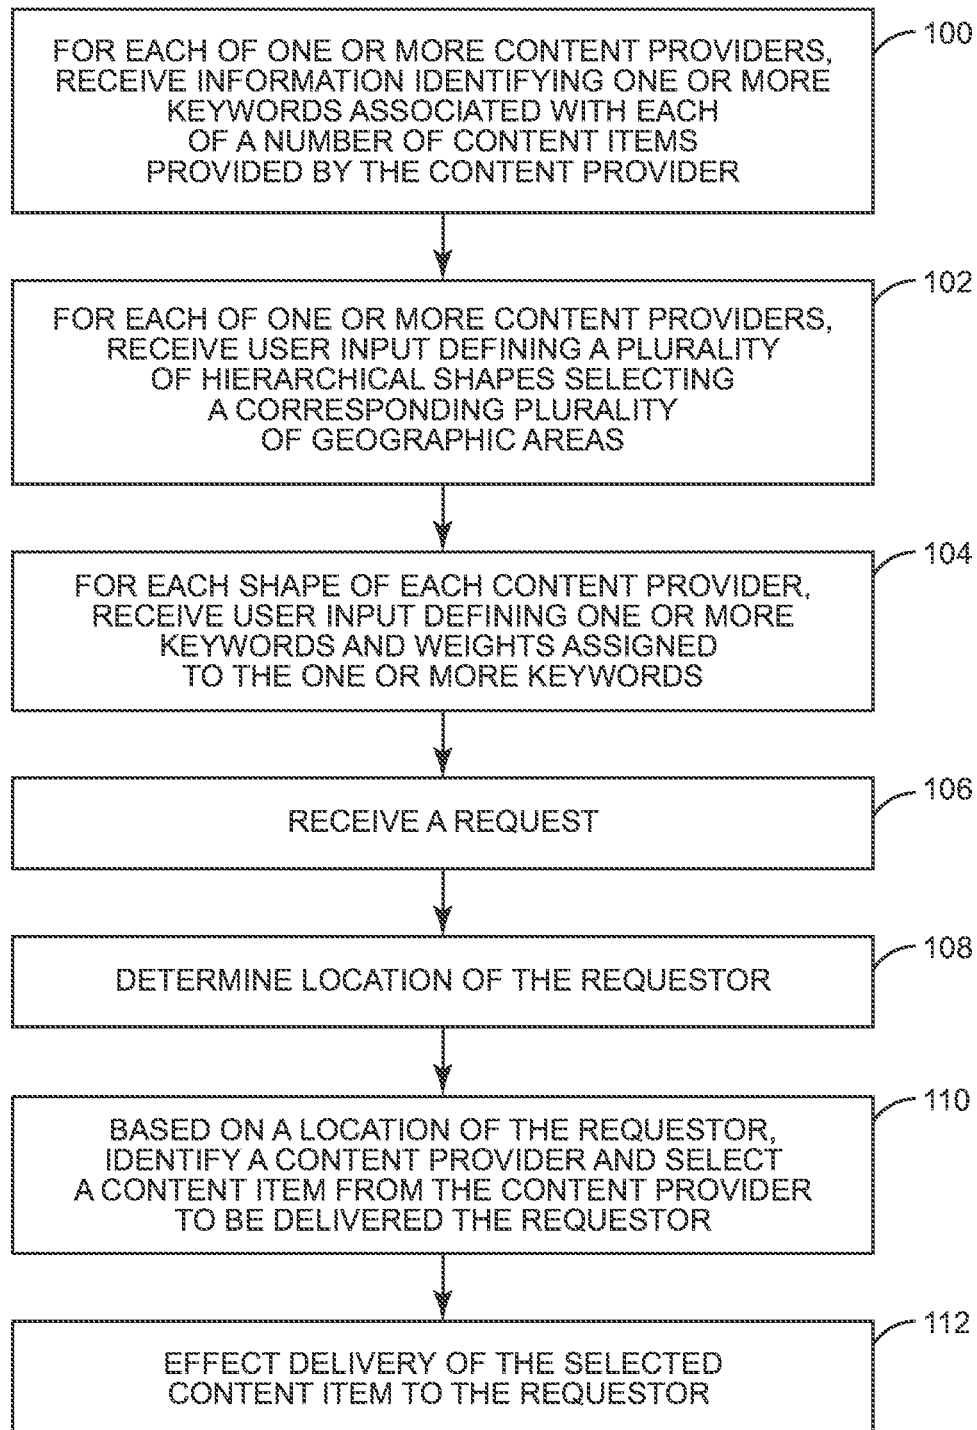 FOR EACH OF ONE OR MORE CONTENT PROVIDERS,
RECEIVE INFORMATION IDENTIFYING ONE OR MORE
KEYWORDS ASSOCIATED WITH EACH
OF A NUMBER OF CONTENT ITEMS
PROVIDED BY THE CONTENT PROVIDER
100
FOR EACH OF ONE OR MORE CONTENT PROVIDERS,
RECEIVE USER INPUT DEFINING A PLURALITY
OF HIERARCHICAL SHAPES SELECTING
A CORRESPONDING PLURALITY
OF GEOGRAPHIC AREAS
102
FOR EACH SHAPE OF EACH CONTENT PROVIDER,
RECEIVE USER INPUT DEFINING ONE OR MORE
KEYWORDS AND WEIGHTS ASSIGNED
TO THE ONE OR MORE KEYWORDS
104
RECEIVE A REQUEST
106
DETERMINE LOCATION OF THE REQUESTOR
108
BASED ON A LOCATION OF THE REQUESTOR,
IDENTIFY A CONTENT PROVIDER AND SELECT
A CONTENT ITEM FROM THE CONTENT PROVIDER
TO BE DELIVERED THE REQUESTOR
110
EFFECT DELIVERY OF THE SELECTED
CONTENT ITEM TO THE REQUESTOR
112